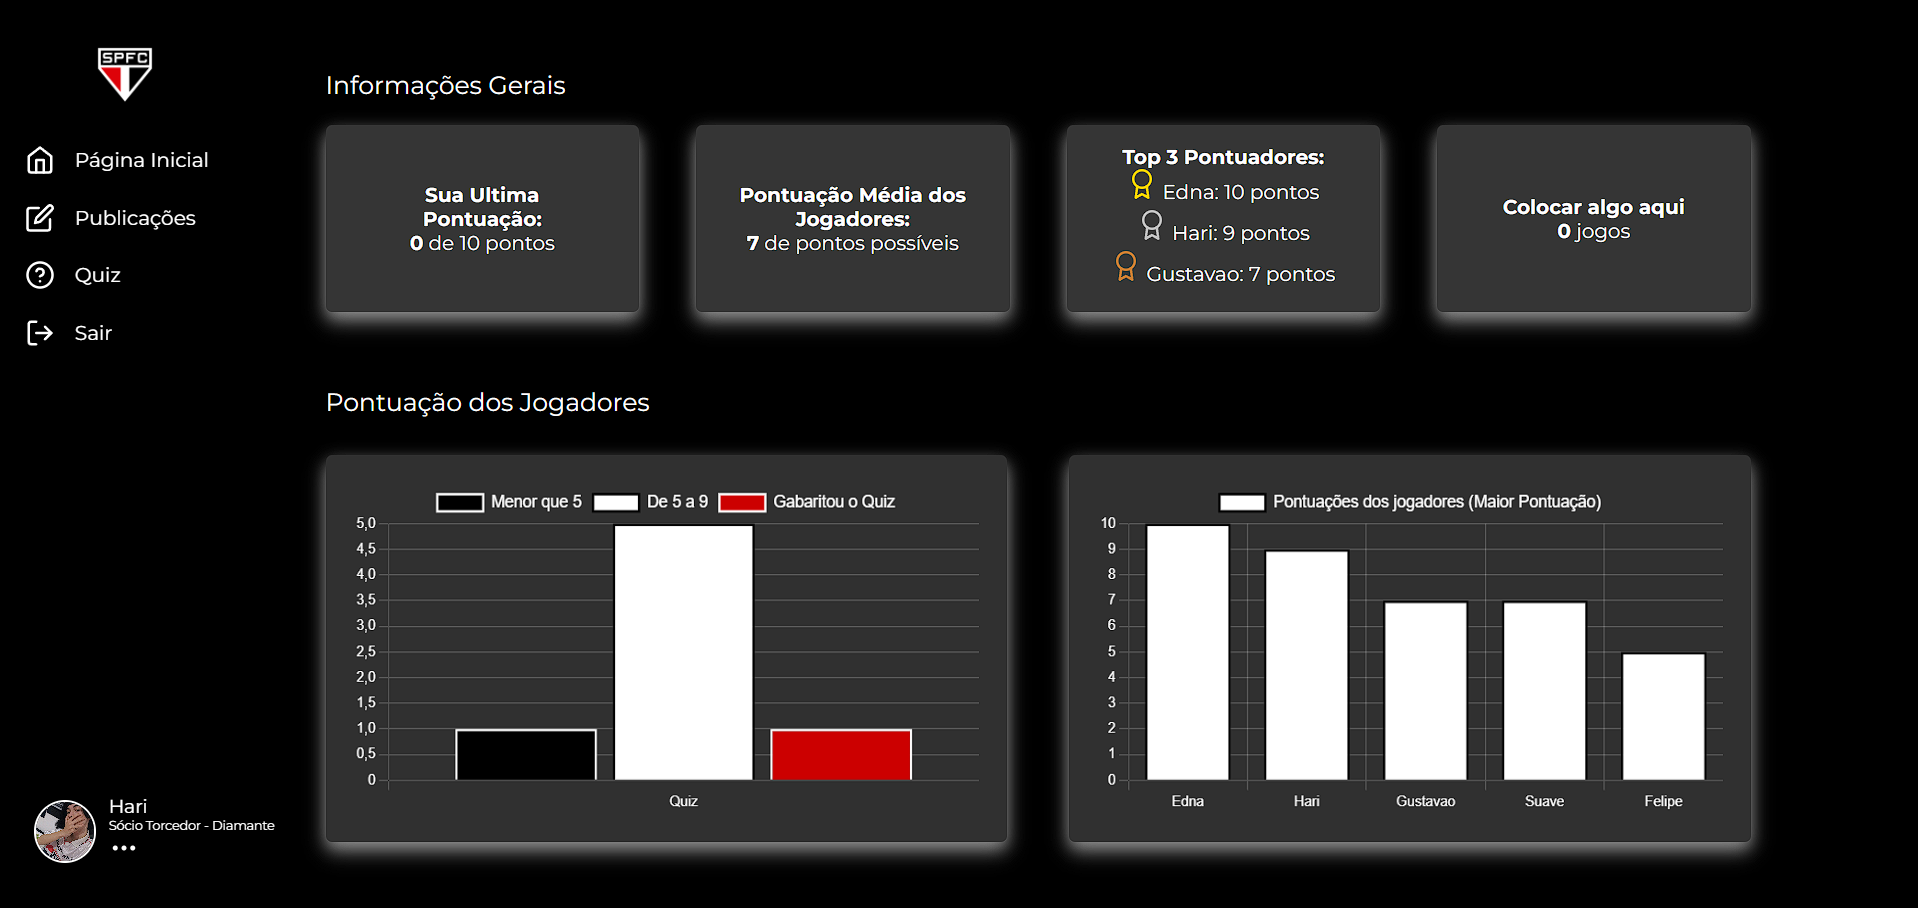 SPFC
Página Inicial
Publicações
Quiz
Sair
Informações Gerais
Sua Ultima
Pontuação:
0 de 10 pontos
Pontuação Média dos
Jogadores:
7 de pontos possíveis
Top 3 Pontuadores:
Edna: 10 pontos
Hari: 9 pontos
Gustavao: 7 pontos
Colocar algo aqui
0 jogos
Pontuação dos Jogadores
Menor que 5 De 5 a 9 Gabaritou o Quiz
5,0
4,5
4,0
3,5
3,0
2,5
2,0
1,5
1,0
0,5
0
Quiz
Pontuações dos jogadores (Maior Pontuação)
10
9
8
7
6
5
4
3
2
1
0
Edna Hari Gustavao Suave Felipe
Hari
Sócio Torcedor - Diamante